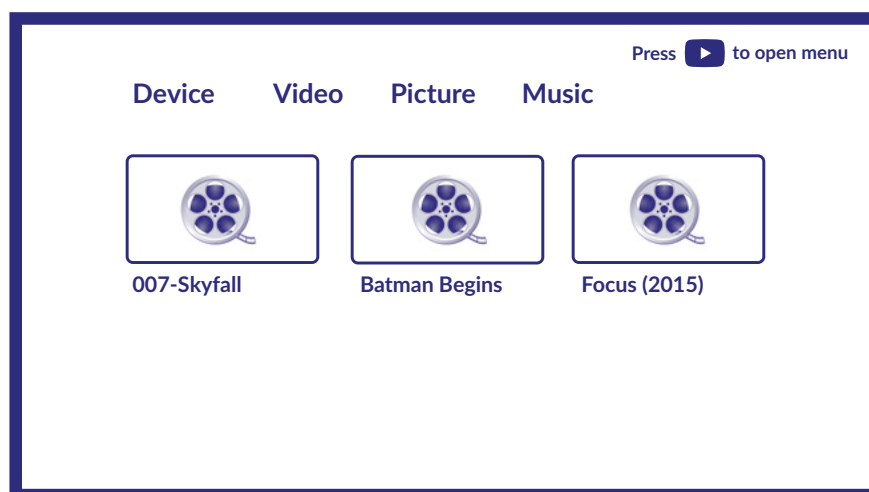 Press to open menu
Device Video Picture Music
007-Skyfall Batman Begins Focus (2015)